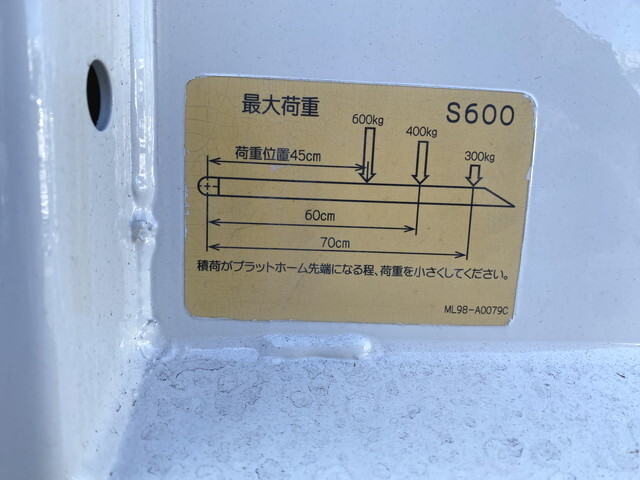 最大荷重 S600
600kg
400kg
300kg
荷重位置45cm
60cm
70cm
積荷がプラットホーム先端になる程、荷重を小さくしてください。
ML98-A0079C